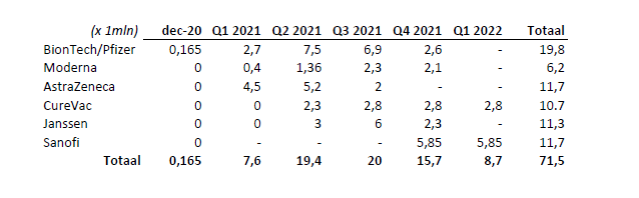 (x 1mln) dec-20 Q1 2021 Q2 2021 Q3 2021 Q4 2021 Q1 2022 Totaal
BionTech/Pfizer 0,165 2,7 7,5 6,9 2,6 - 19,8
Moderna 0 0,4 1,36 2,3 2,1 - 6,2
AstraZeneca 0 4,5 5,2 2 - - 11,7
CureVac 0 0 2,3 2,8 2,8 2,8 10.7
Janssen 0 0 3 6 2,3 - 11,3
Sanofi 0 - - - 5,85 5,85 11,7
Totaal 0,165 7,6 19,4 20 15,7 8,7 71,5